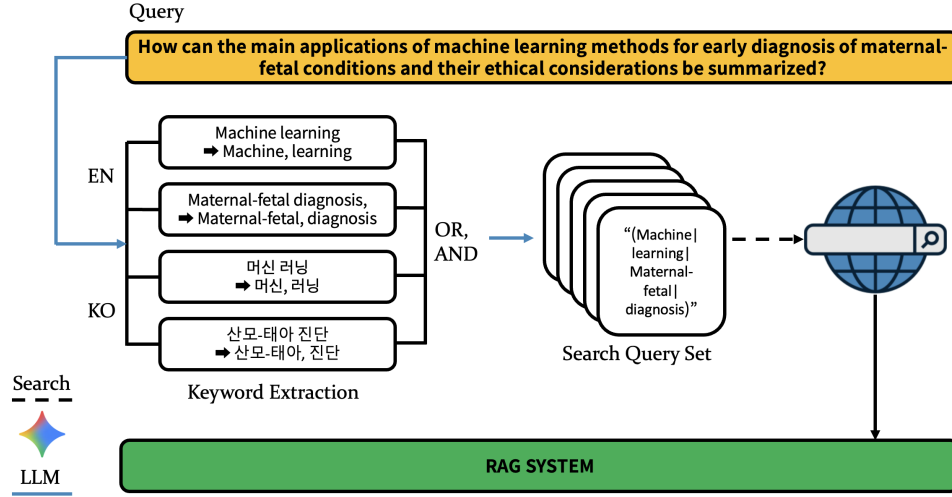 Query
How can the main applications of machine learning methods for early diagnosis of maternal-
fetal conditions and their ethical considerations be summarized?
EN
Machine learning
➡ Machine, learning
Maternal-fetal diagnosis,
➡ Maternal-fetal, diagnosis
KO
머신 러닝
➡ 머신, 러닝
산모-태아 진단
➡ 산모-태아, 진단
Keyword Extraction
OR,
AND
“(Machine|
learning|
Maternal-
fetal|
diagnosis)”
Search Query Set
Search
LLM
RAG SYSTEM